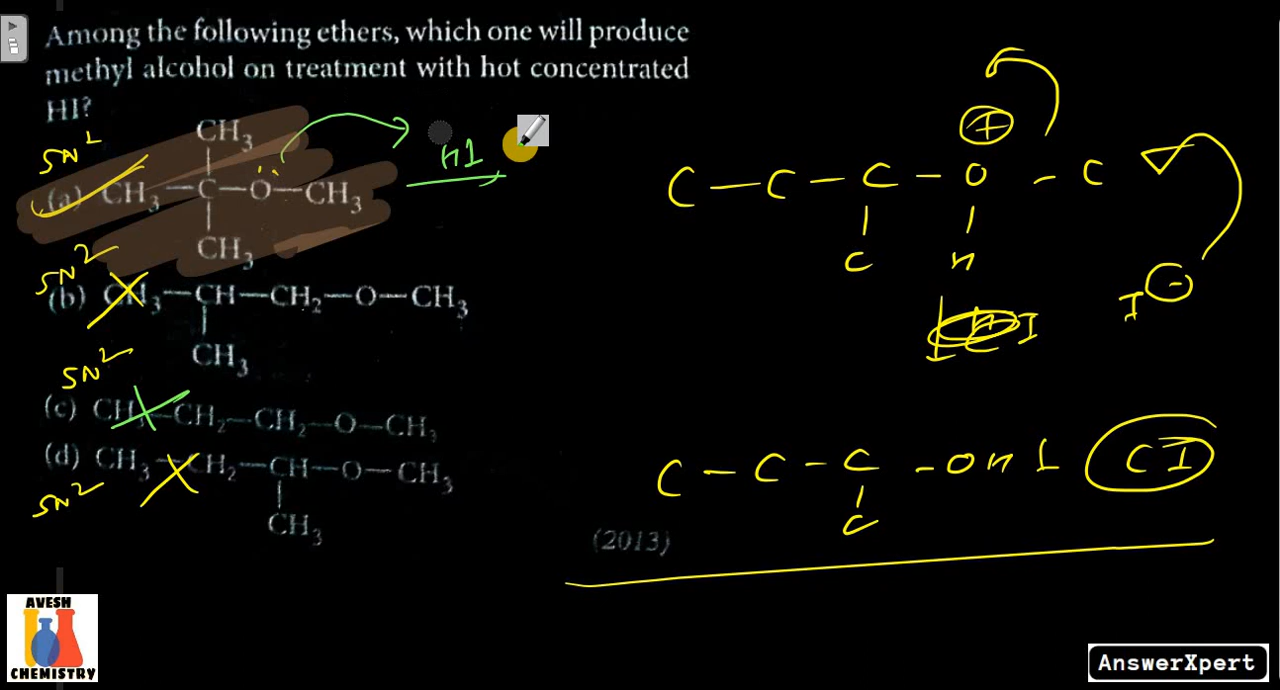 Among the following ethers, which one will produce
methyl alcohol on treatment with hot concentrated
HI?
SN1
CH3
(a) CH3—C—O—CH3
CH3
HI
SN2
(b) CH3—CH—CH2—O—CH3
CH3
SN2
(c) CH3—CH2—CH2—O—CH3
(d) CH3—CH2—CH—O—CH3
SN2
CH3
(2013)
+
C — C — C — O - C
C H
I -
I
C — C — C - OH CI
C
AVESH
CHEMISTRY
AnswerXpert